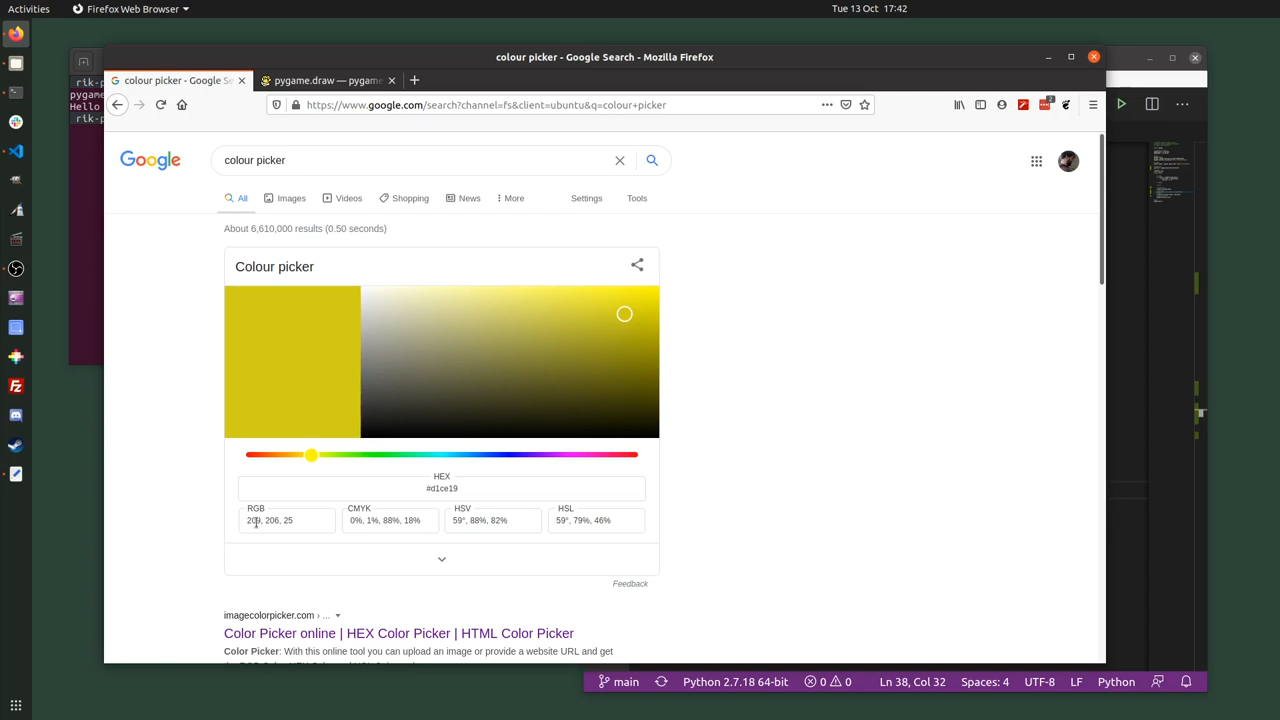 Activities
Firefox Web Browser
Tue 13 Oct 17:42
colour picker - Google Search - Mozilla Firefox
colour picker - Google Se
pygame.draw — pygame
https://www.google.com/search?channel=fs&client=ubuntu&q=colour+picker
2
rik-p
pygame
Hello
rik-p
Google
colour picker
All
Images
Videos
Shopping
News
More
Settings
Tools
About 6,610,000 results (0.50 seconds)
Colour picker
HEX
#d1ce19
RGB
CMYK
HSV
HSL
209, 206, 25
0%, 1%, 88%, 18%
59°, 88%, 82%
59°, 79%, 46%
Feedback
imagecolorpicker.com › ...
Color Picker online | HEX Color Picker | HTML Color Picker
Color Picker: With this online tool you can upload an image or provide a website URL and get
main
Python 2.7.18 64-bit
0
0
Ln 38, Col 32
Spaces: 4
UTF-8
LF
Python